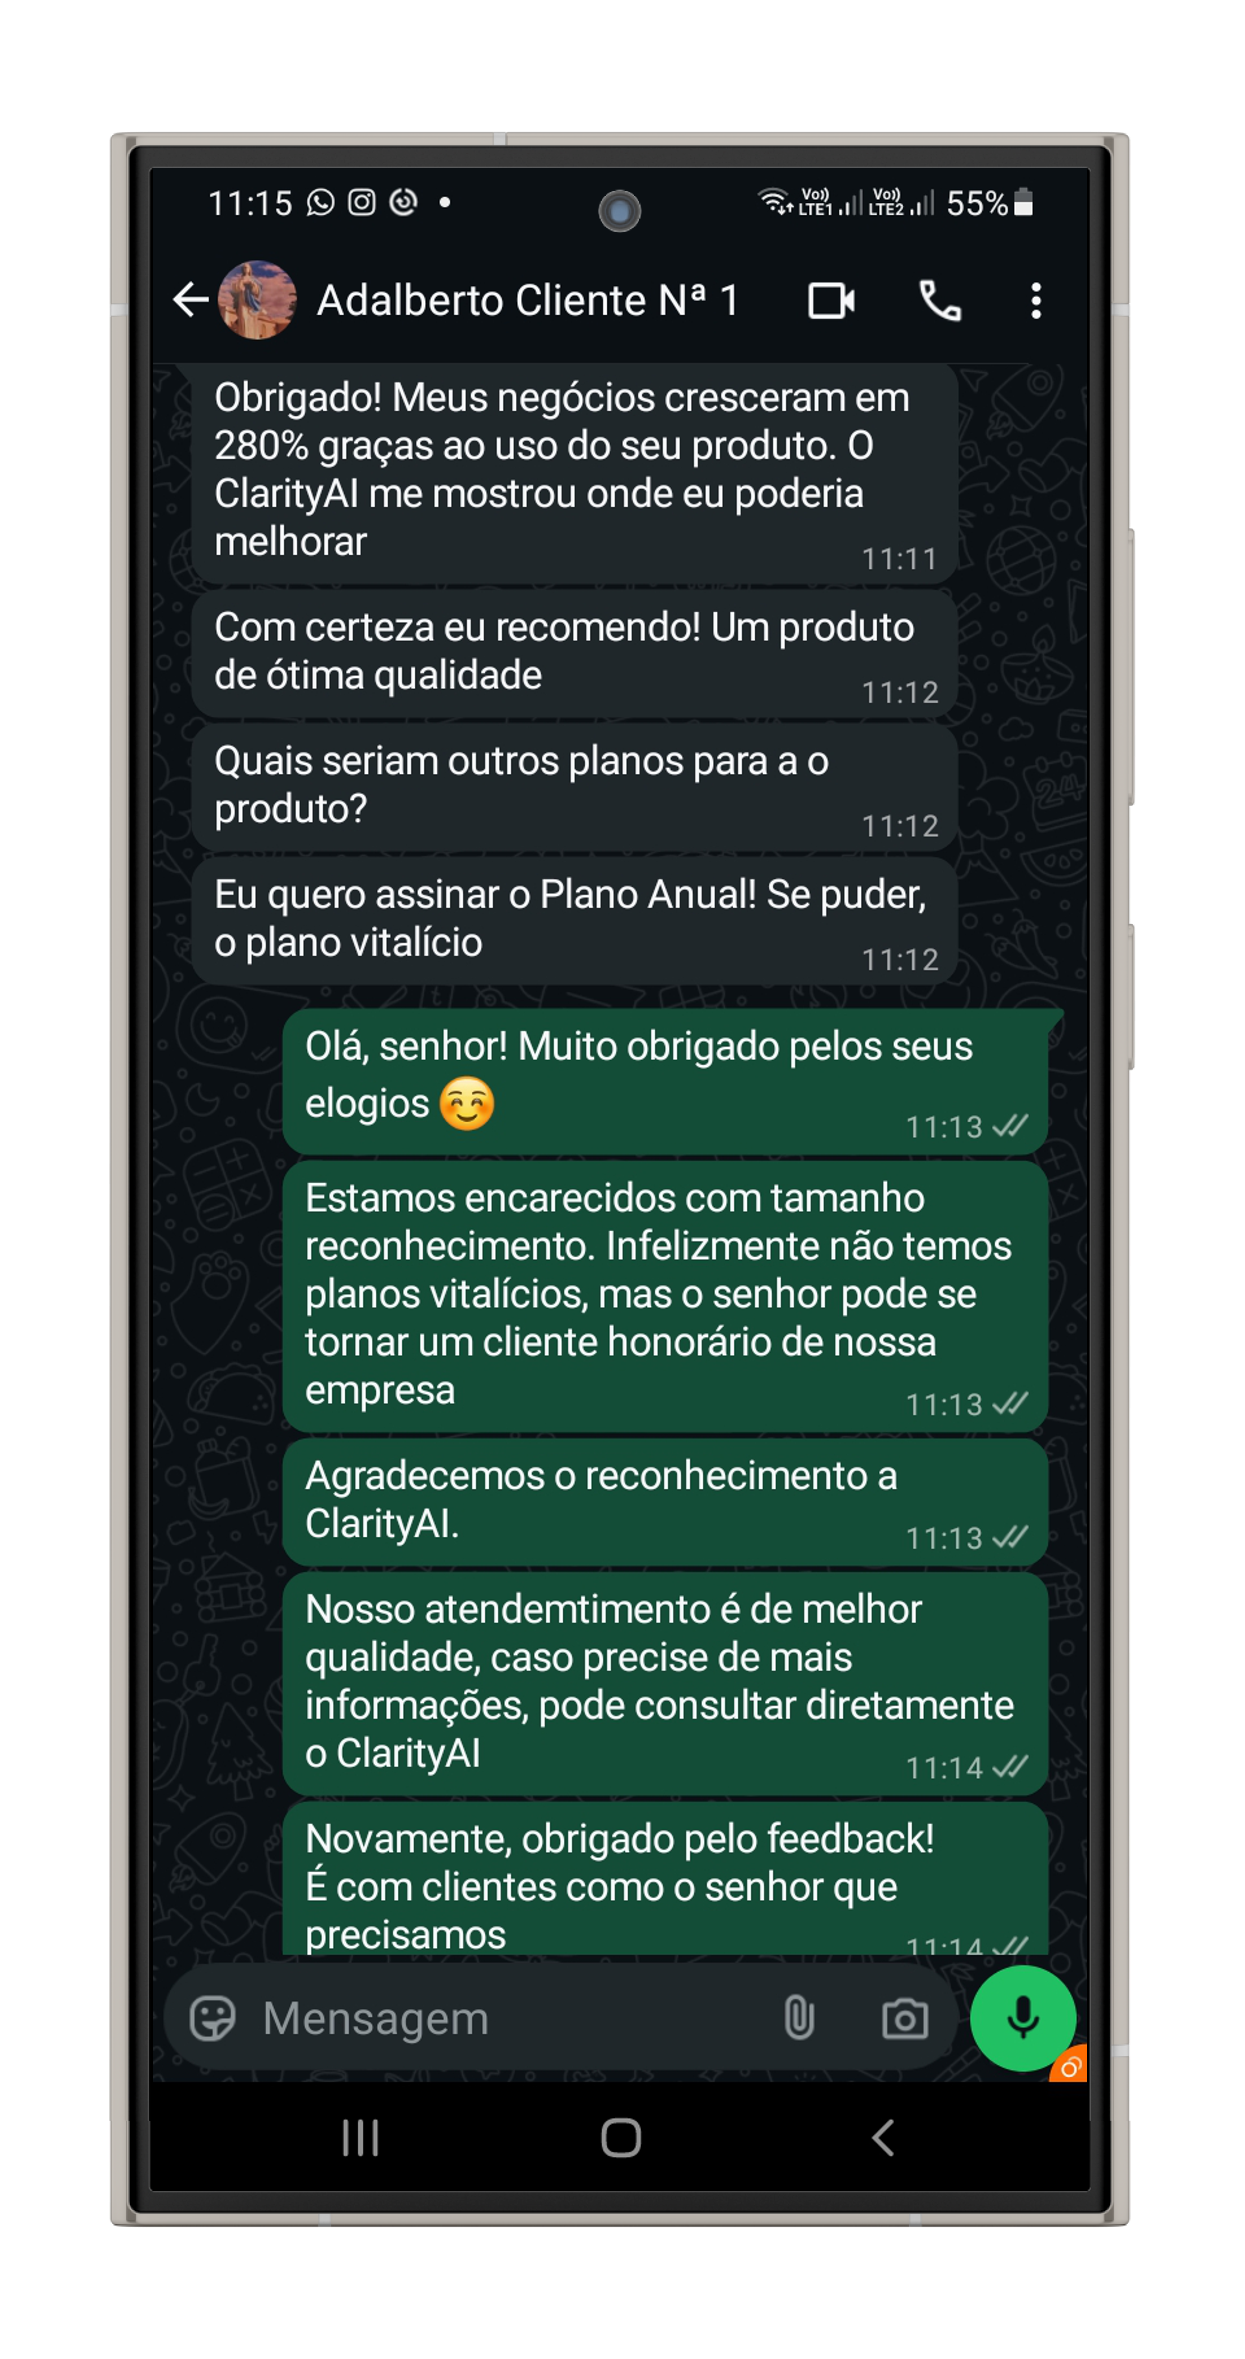 11:15
Vo))
LTE1
Vo))
LTE2
55%
Adalberto Cliente Nª 1
Obrigado! Meus negócios cresceram em
280% graças ao uso do seu produto. O
ClarityAI me mostrou onde eu poderia
melhorar
11:11
Com certeza eu recomendo! Um produto
de ótima qualidade
11:12
Quais seriam outros planos para a o
produto?
11:12
Eu quero assinar o Plano Anual! Se puder,
o plano vitalício
11:12
Olá, senhor! Muito obrigado pelos seus
elogios 😊
11:13
Estamos encarecidos com tamanho
reconhecimento. Infelizmente não temos
planos vitalícios, mas o senhor pode se
tornar um cliente honorário de nossa
empresa
11:13
Agradecemos o reconhecimento a
ClarityAI.
11:13
Nosso atendemtimento é de melhor
qualidade, caso precise de mais
informações, pode consultar diretamente
o ClarityAI
11:14
Novamente, obrigado pelo feedback!
É com clientes como o senhor que
precisamos
11:14
Mensagem